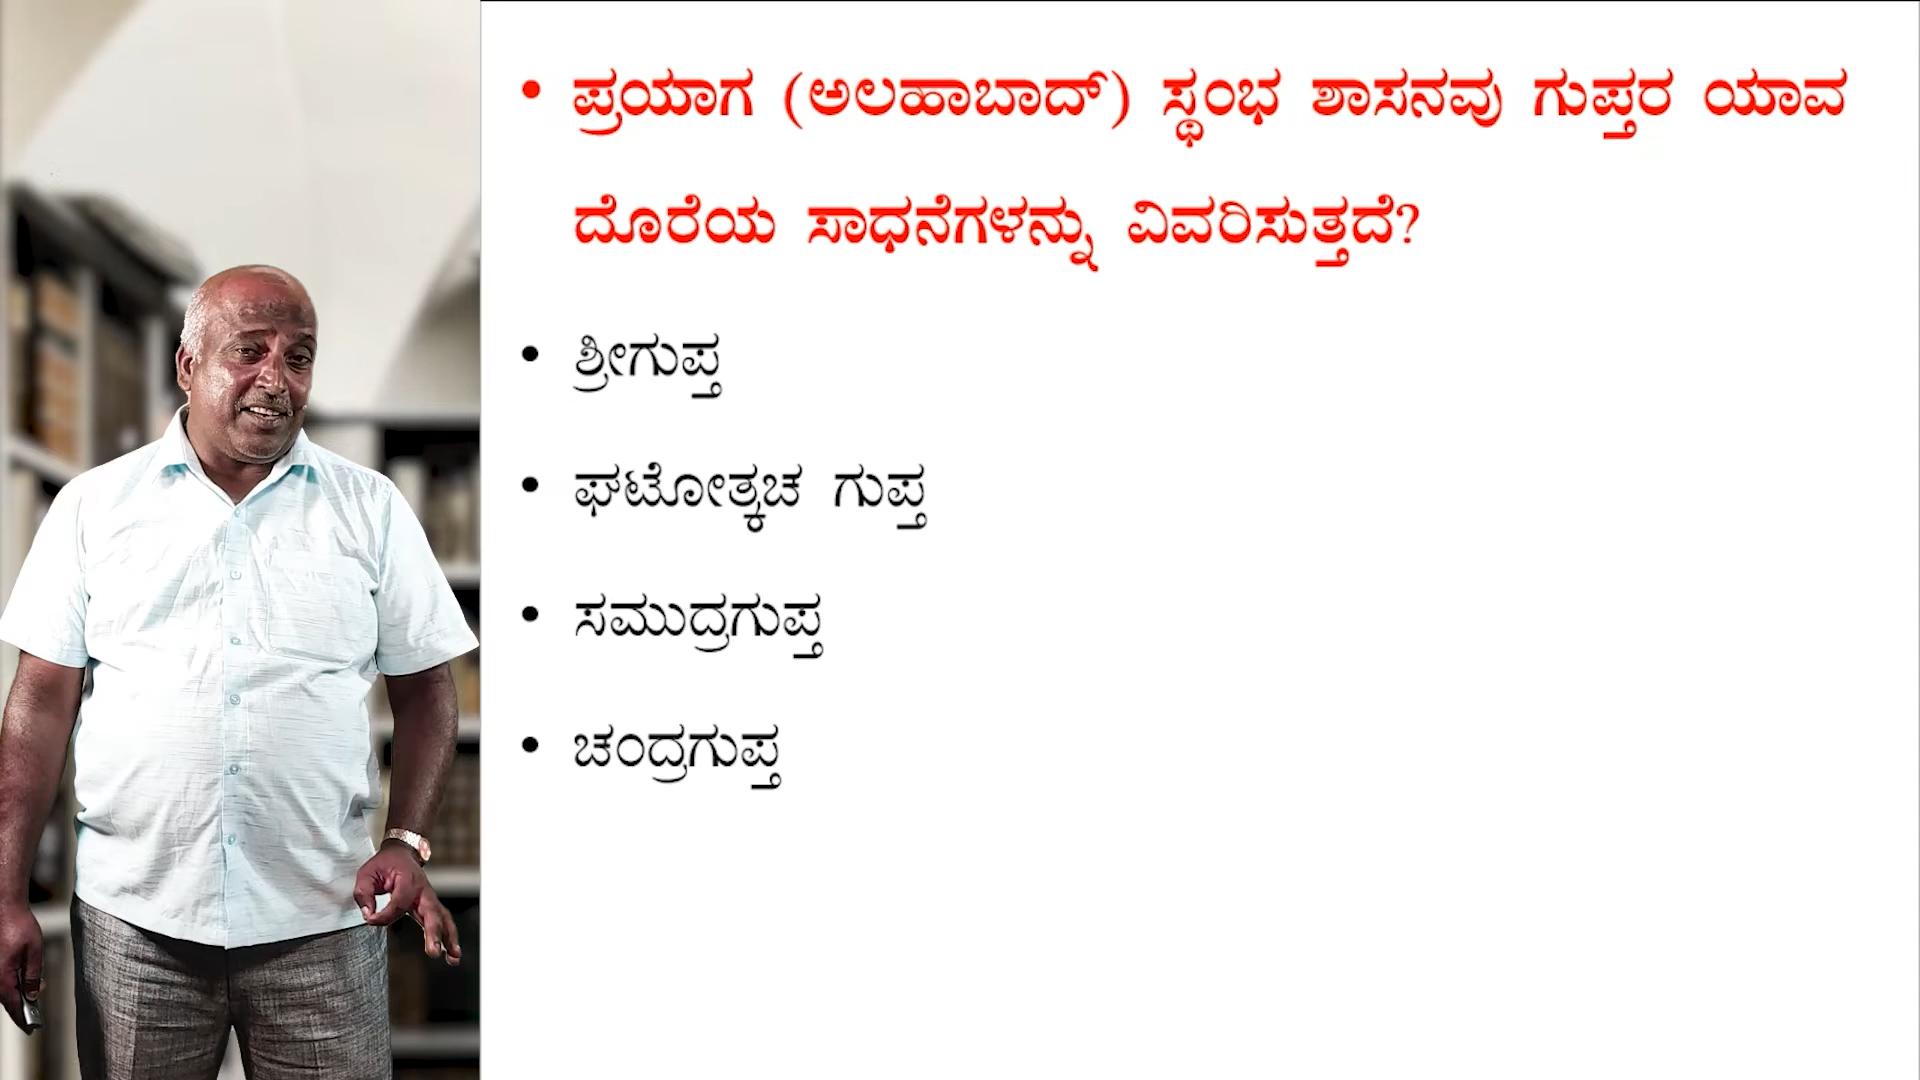 • ಪ್ರಯಾಗ (ಅಲಹಾಬಾದ್) ಸ್ಥಂಭ ಶಾಸನವು ಗುಪ್ತರ ಯಾವ
ದೊರೆಯ ಸಾಧನೆಗಳನ್ನು ವಿವರಿಸುತ್ತದೆ?
• ಶ್ರೀಗುಪ್ತ
• ಘಟೋತ್ಕಚ ಗುಪ್ತ
• ಸಮುದ್ರಗುಪ್ತ
• ಚಂದ್ರಗುಪ್ತ